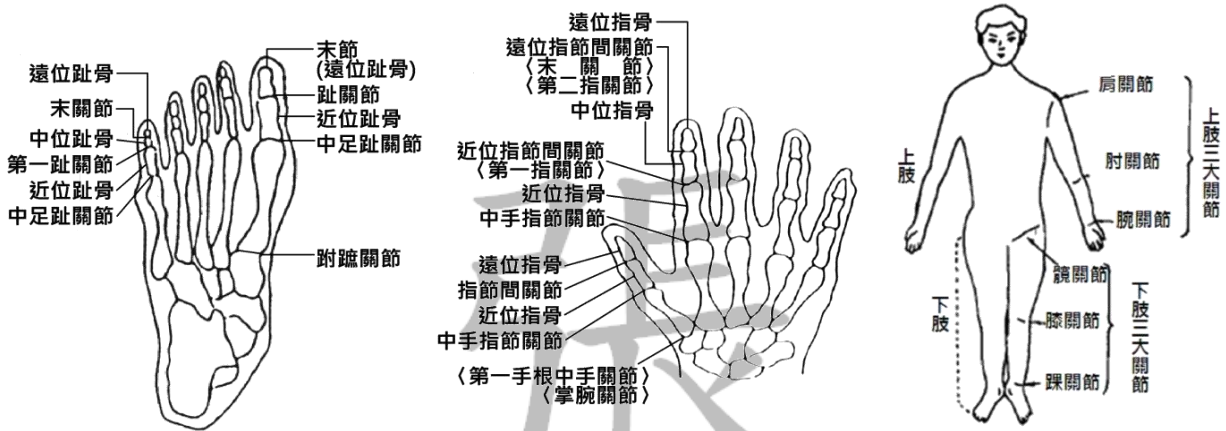 遠位趾骨
末關節
中位趾骨
第一趾關節
近位趾骨
中足趾關節
末節
(遠位趾骨)
趾關節
近位趾骨
中足趾關節
跗蹠關節
遠位指骨
遠位指節間關節
〈末 關 節〉
〈第二指關節〉
中位指骨
近位指節間關節
〈第一指關節〉
近位指骨
中手指節關節
遠位指骨
指節間關節
近位指骨
中手指節關節
〈第一手根中手關節〉
〈掌腕關節〉
張
上肢
下肢
肩關節
肘關節
腕關節
上肢三大關節
髖關節
膝關節
踝關節
下肢三大關節